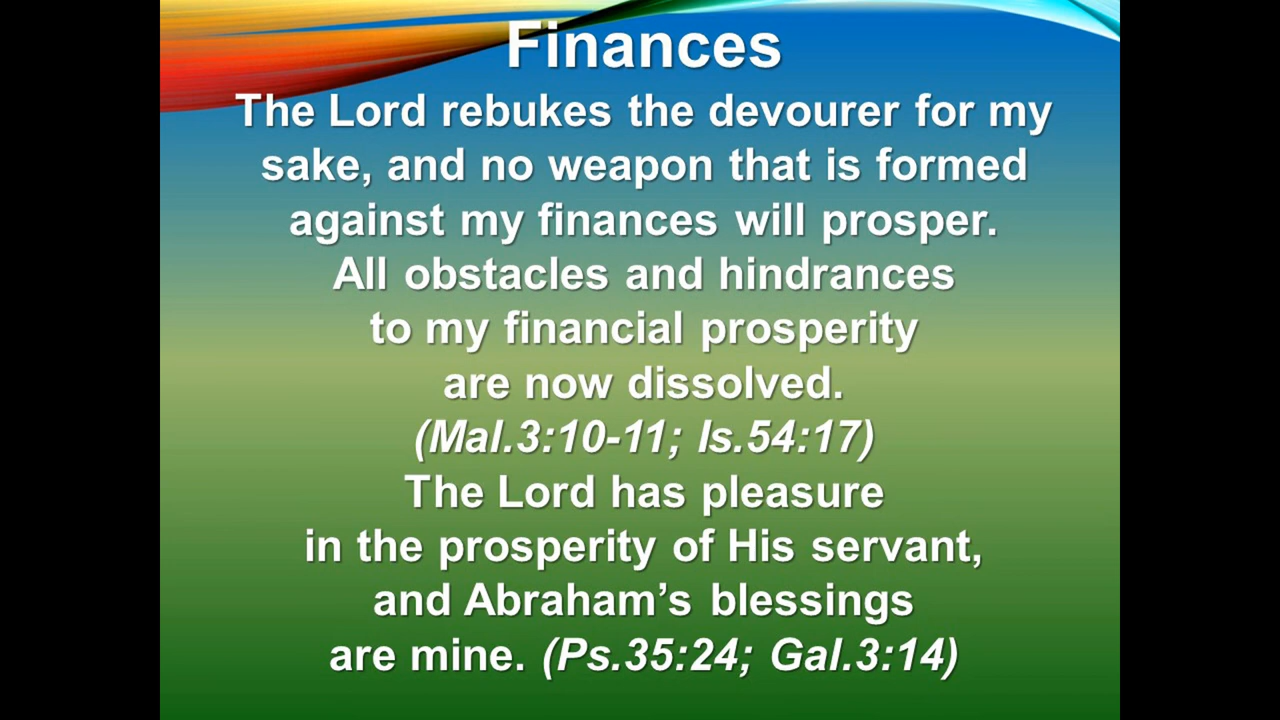 Finances
The Lord rebukes the devourer for my
sake, and no weapon that is formed
against my finances will prosper.
All obstacles and hindrances
to my financial prosperity
are now dissolved.
(Mal.3:10-11; Is.54:17)
The Lord has pleasure
in the prosperity of His servant,
and Abraham’s blessings
are mine. (Ps.35:24; Gal.3:14)